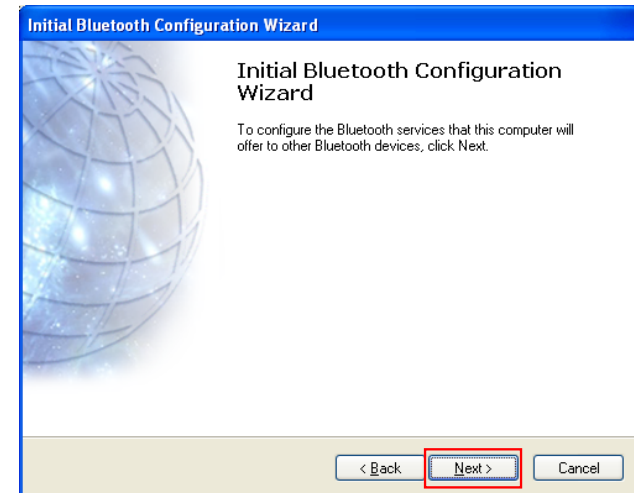 Initial Bluetooth Configuration Wizard
Initial Bluetooth Configuration
Wizard
To configure the Bluetooth services that this computer will
offer to other Bluetooth devices, click Next.
< Back Next > Cancel